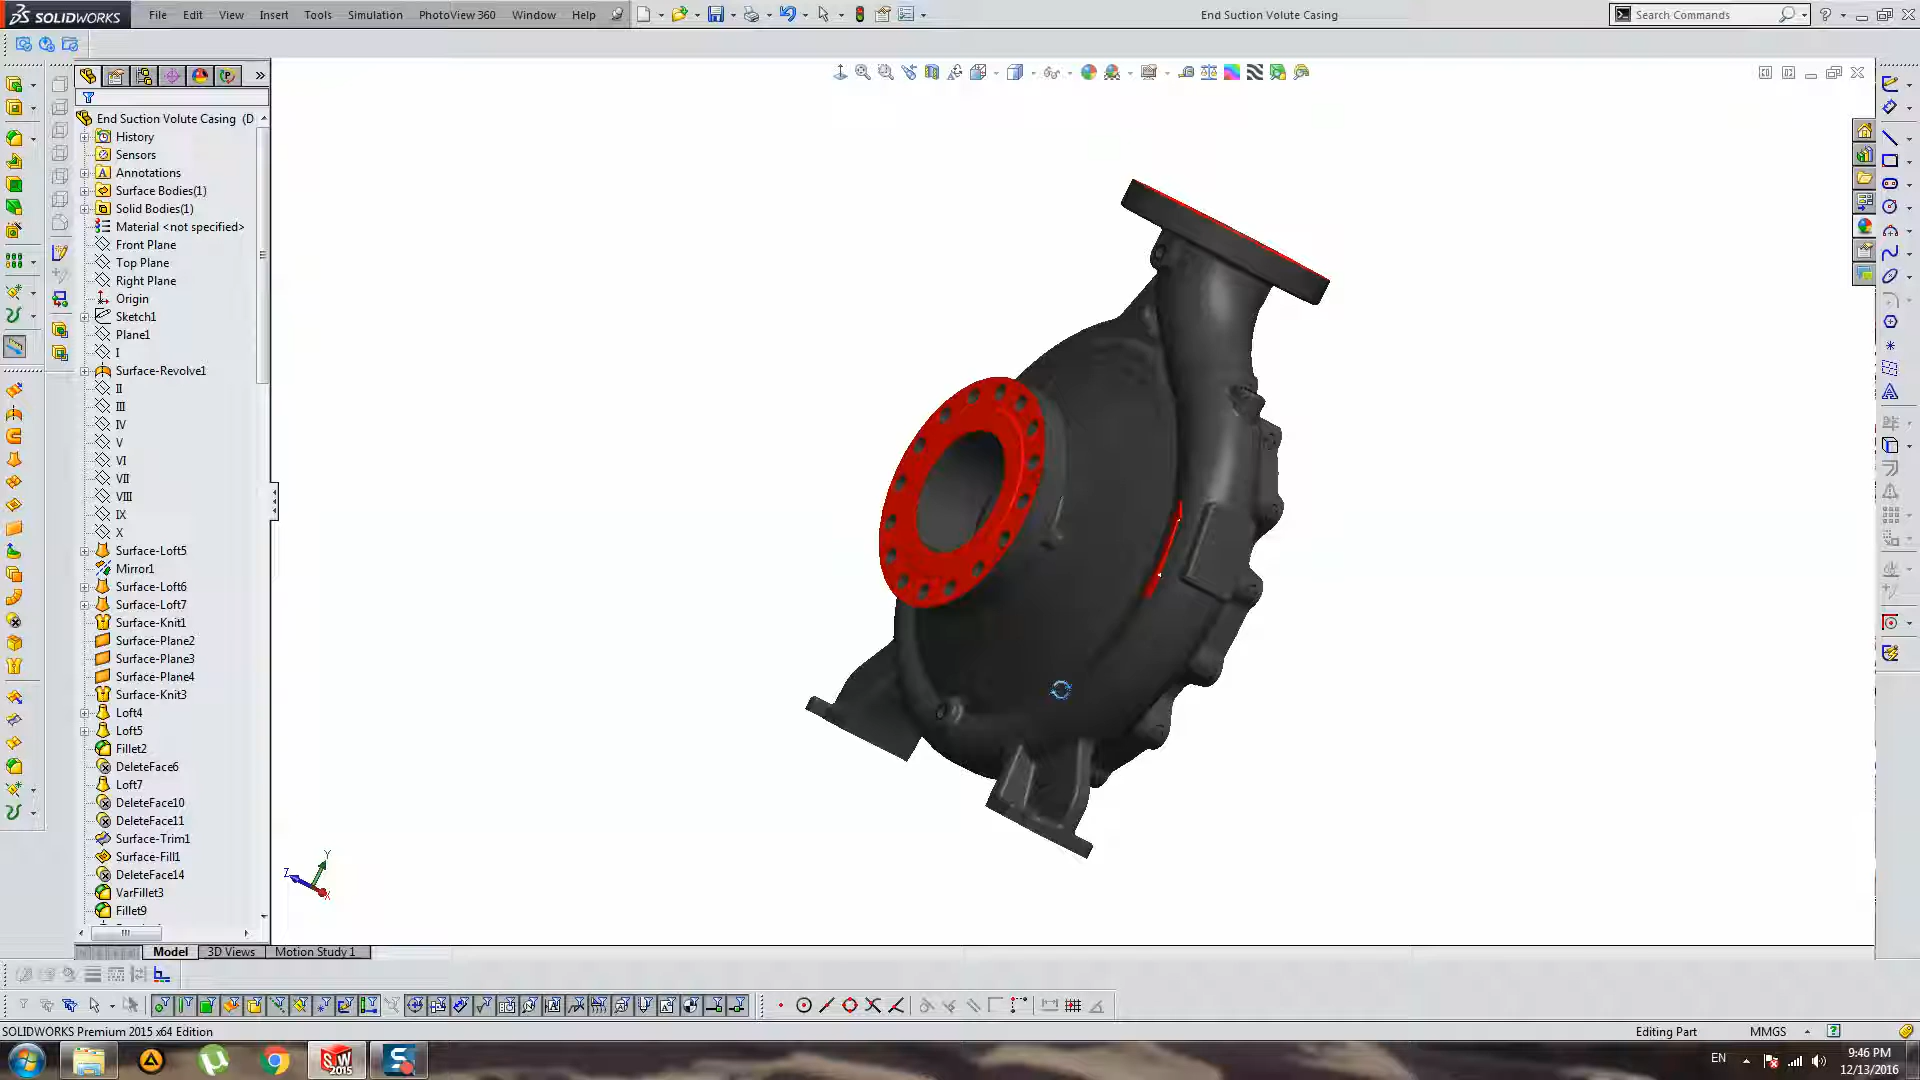 SOLIDWORKS File Edit View Insert Tools Simulation PhotoView 360 Window Help End Suction Volute Casing Search Commands
End Suction Volute Casing (D
History
Sensors
Annotations
Surface Bodies(1)
Solid Bodies(1)
Material <not specified>
Front Plane
Top Plane
Right Plane
Origin
Sketch1
Plane1
I
Surface-Revolve1
II
III
IV
V
VI
VII
VIII
IX
X
Surface-Loft5
Mirror1
Surface-Loft6
Surface-Loft7
Surface-Knit1
Surface-Plane2
Surface-Plane3
Surface-Plane4
Surface-Knit3
Loft4
Loft5
Fillet2
DeleteFace6
Loft7
DeleteFace10
DeleteFace11
Surface-Trim1
Surface-Fill1
DeleteFace14
VarFillet3
Fillet9
Y
Z
X
Model 3D Views Motion Study 1
SOLIDWORKS Premium 2015 x64 Edition Editing Part MMGS
EN 9:46 PM
12/13/2016
SW
2015